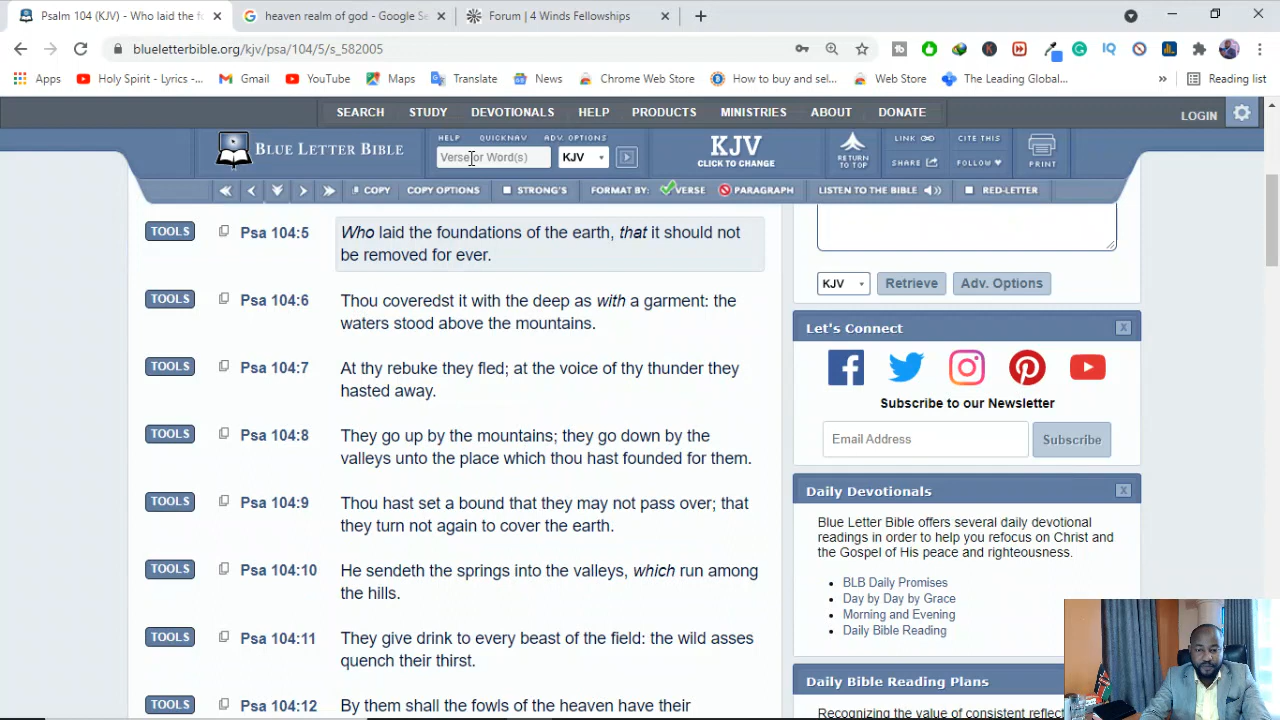 Psalm 104 (KJV) - Who laid the fo
heaven realm of god - Google Se
Forum | 4 Winds Fellowships
blueletterbible.org/kjv/psa/104/5/s_582005
Apps
Holy Spirit - Lyrics -...
Gmail
YouTube
Maps
Translate
News
Chrome Web Store
How to buy and sel...
Web Store
The Leading Global...
Reading list
SEARCH
STUDY
DEVOTIONALS
HELP
PRODUCTS
MINISTRIES
ABOUT
DONATE
LOGIN
BLUE LETTER BIBLE
HELP
QUICKNAV
ADV. OPTIONS
Verse or Word(s)
KJV
KJV
CLICK TO CHANGE
RETURN
TO TOP
LINK
CITE THIS
SHARE
FOLLOW
PRINT
COPY
COPY OPTIONS
STRONG'S
FORMAT BY:
VERSE
PARAGRAPH
LISTEN TO THE BIBLE
RED-LETTER
TOOLS
Psa 104:5
Who laid the foundations of the earth, that it should not
be removed for ever.
TOOLS
Psa 104:6
Thou coveredst it with the deep as with a garment: the
waters stood above the mountains.
TOOLS
Psa 104:7
At thy rebuke they fled; at the voice of thy thunder they
hasted away.
TOOLS
Psa 104:8
They go up by the mountains; they go down by the
valleys unto the place which thou hast founded for them.
TOOLS
Psa 104:9
Thou hast set a bound that they may not pass over; that
they turn not again to cover the earth.
TOOLS
Psa 104:10
He sendeth the springs into the valleys, which run among
the hills.
TOOLS
Psa 104:11
They give drink to every beast of the field: the wild asses
quench their thirst.
TOOLS
Psa 104:12
By them shall the fowls of the heaven have their
KJV
Retrieve
Adv. Options
Let's Connect
Subscribe to our Newsletter
Email Address
Subscribe
Daily Devotionals
Blue Letter Bible offers several daily devotional
readings in order to help you refocus on Christ and
the Gospel of His peace and righteousness.
BLB Daily Promises
Day by Day by Grace
Morning and Evening
Daily Bible Reading
Daily Bible Reading Plans
Recognizing the value of consistent reflec